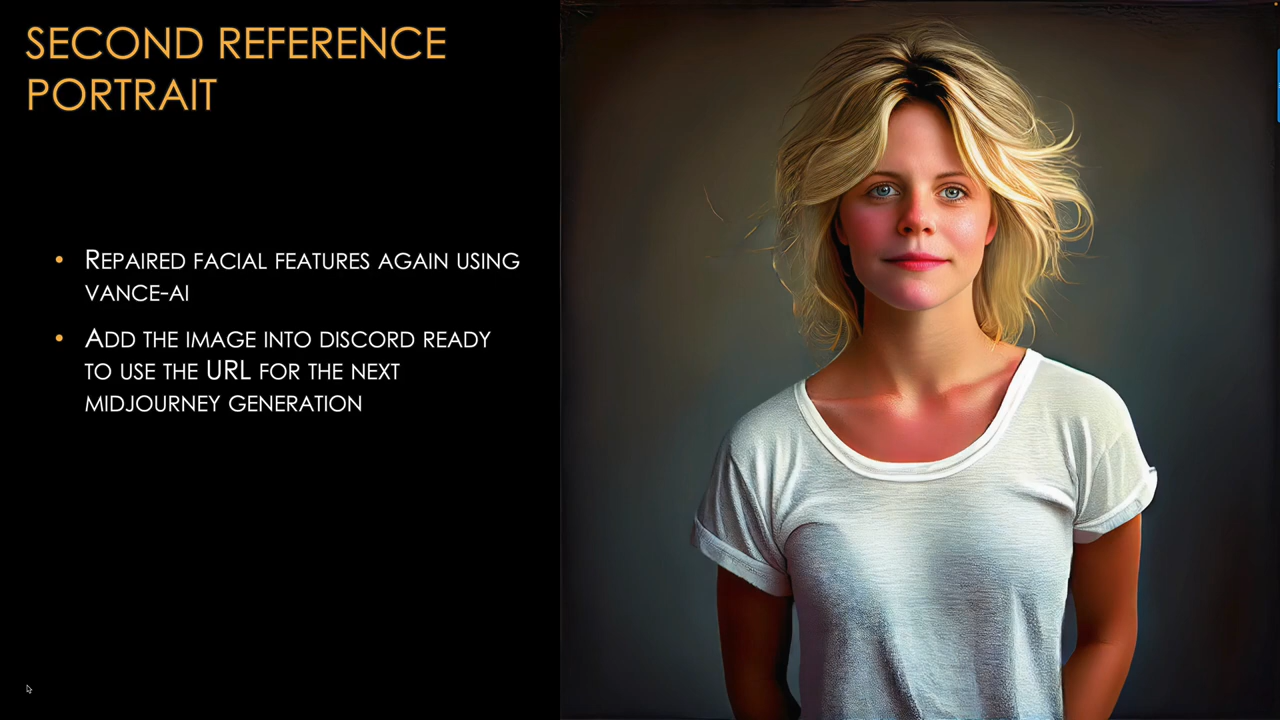 SECOND REFERENCE
PORTRAIT
• REPAIRED FACIAL FEATURES AGAIN USING
VANCE-AI
• ADD THE IMAGE INTO DISCORD READY
TO USE THE URL FOR THE NEXT
MIDJOURNEY GENERATION